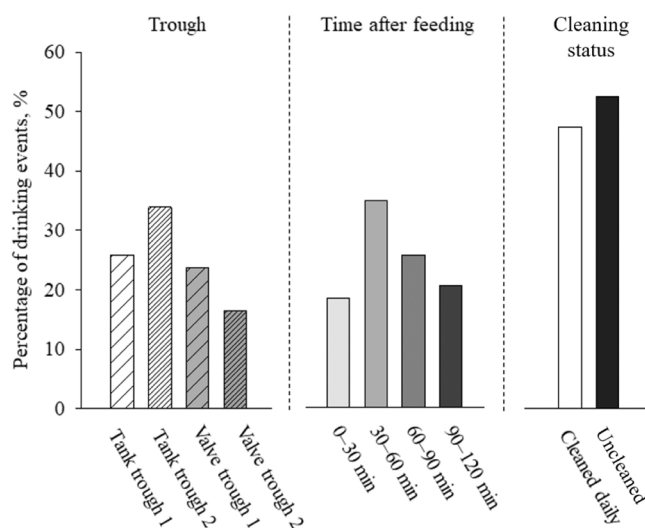 Trough
Time after feeding
Cleaning
status
Percentage of drinking events, %
60
50
40
30
20
10
0
Tank trough 1
Tank trough 2
Valve trough 1
Valve trough 2
0–30 min
30–60 min
60–90 min
90–120 min
Cleaned daily
Uncleaned